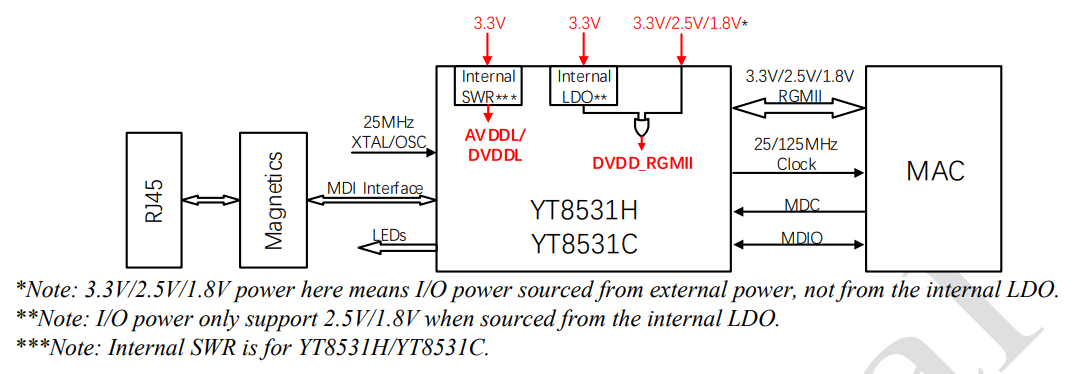 3.3V 3.3V 3.3V/2.5V/1.8V*
Internal
SWR***
Internal
LDO**
AVDDL/
DVDDL
DVDD_RGMII
25MHz
XTAL/OSC
3.3V/2.5V/1.8V
RGMII
25/125MHz
Clock
MAC
RJ45
Magnetics
MDI Interface
LEDs
YT8531H
YT8531C
MDC
MDIO
*Note: 3.3V/2.5V/1.8V power here means I/O power sourced from external power, not from the internal LDO.
**Note: I/O power only support 2.5V/1.8V when sourced from the internal LDO.
***Note: Internal SWR is for YT8531H/YT8531C.